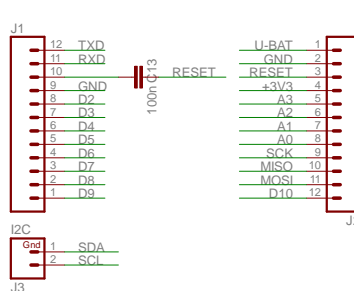 J1
12 TXD
11 RXD
10
9 GND
8 D2
7 D3
6 D4
5 D5
4 D6
3 D7
2 D8
1 D9
100n C13
RESET
U-BAT 1
GND 2
RESET 3
+3V3 4
A3 5
A2 6
A1 7
A0 8
SCK 9
MISO 10
MOSI 11
D10 12
I2C
Gnd 1 SDA
2 SCL
J3